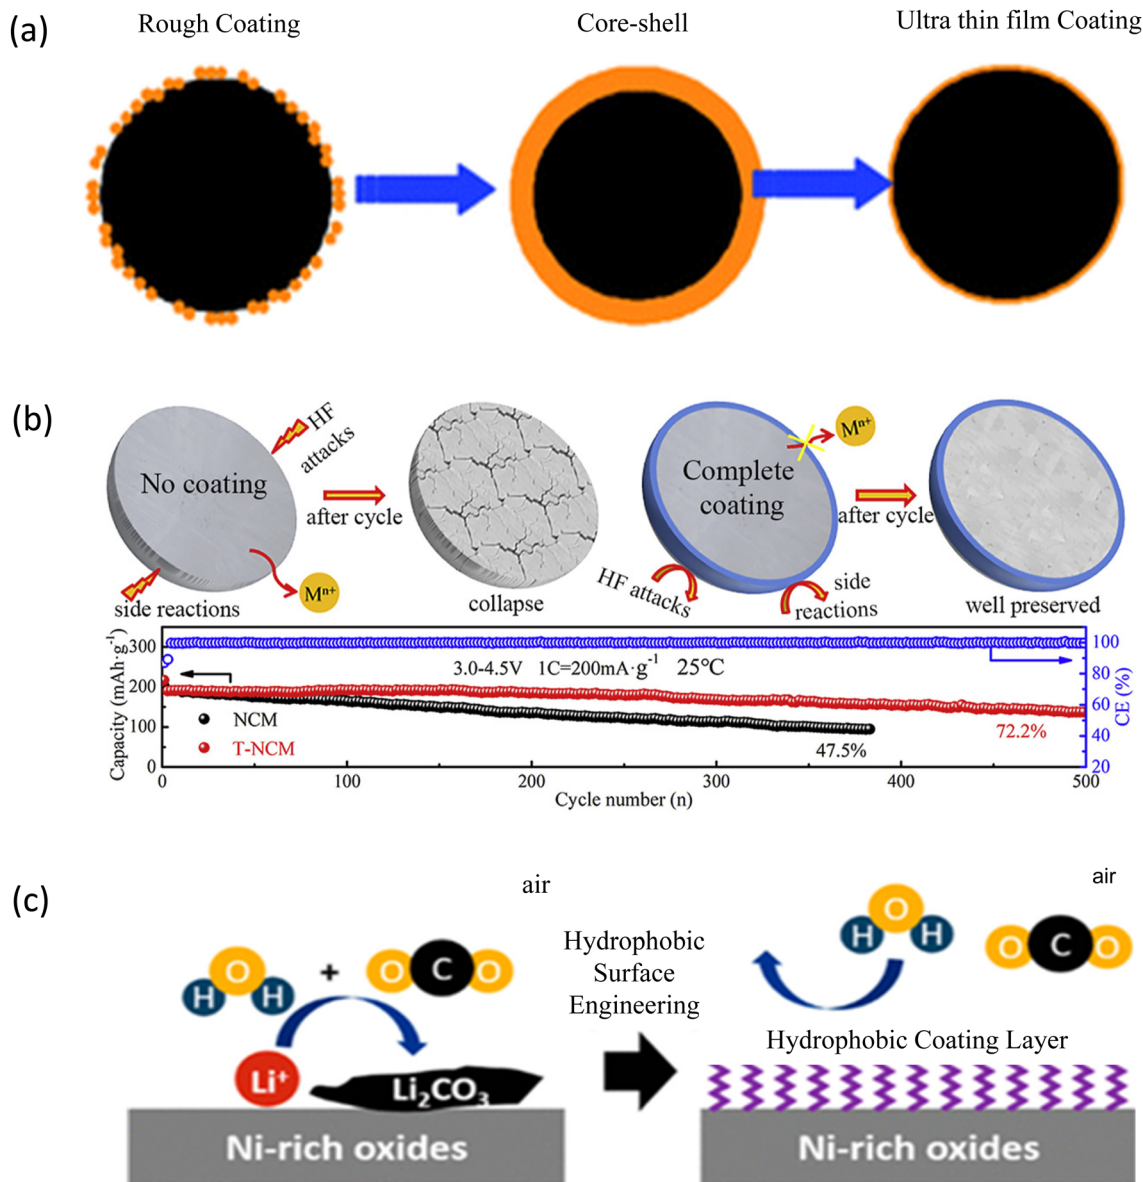 (a)
Rough Coating
Core-shell
Ultra thin film Coating
(b)
No coating
HF
attacks
side reactions
Mⁿ⁺
after cycle
collapse
Complete
coating
Mⁿ⁺
HF attacks
side
reactions
after cycle
well preserved
300
200
100
0
Capacity (mAh·g⁻¹)
3.0-4.5V 1C=200mA·g⁻¹ 25℃
NCM
T-NCM
47.5%
72.2%
100
80
60
40
20
CE (%)
0 100 200 300 400 500
Cycle number (n)
(c)
air
H O H + O C O
Li⁺
Li₂CO₃
Ni-rich oxides
Hydrophobic
Surface
Engineering
air
H O H O C O
Hydrophobic Coating Layer
Ni-rich oxides